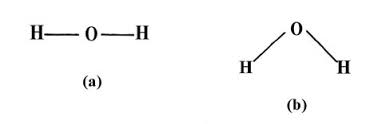 H — O — H
(a)
O
H H
(b)